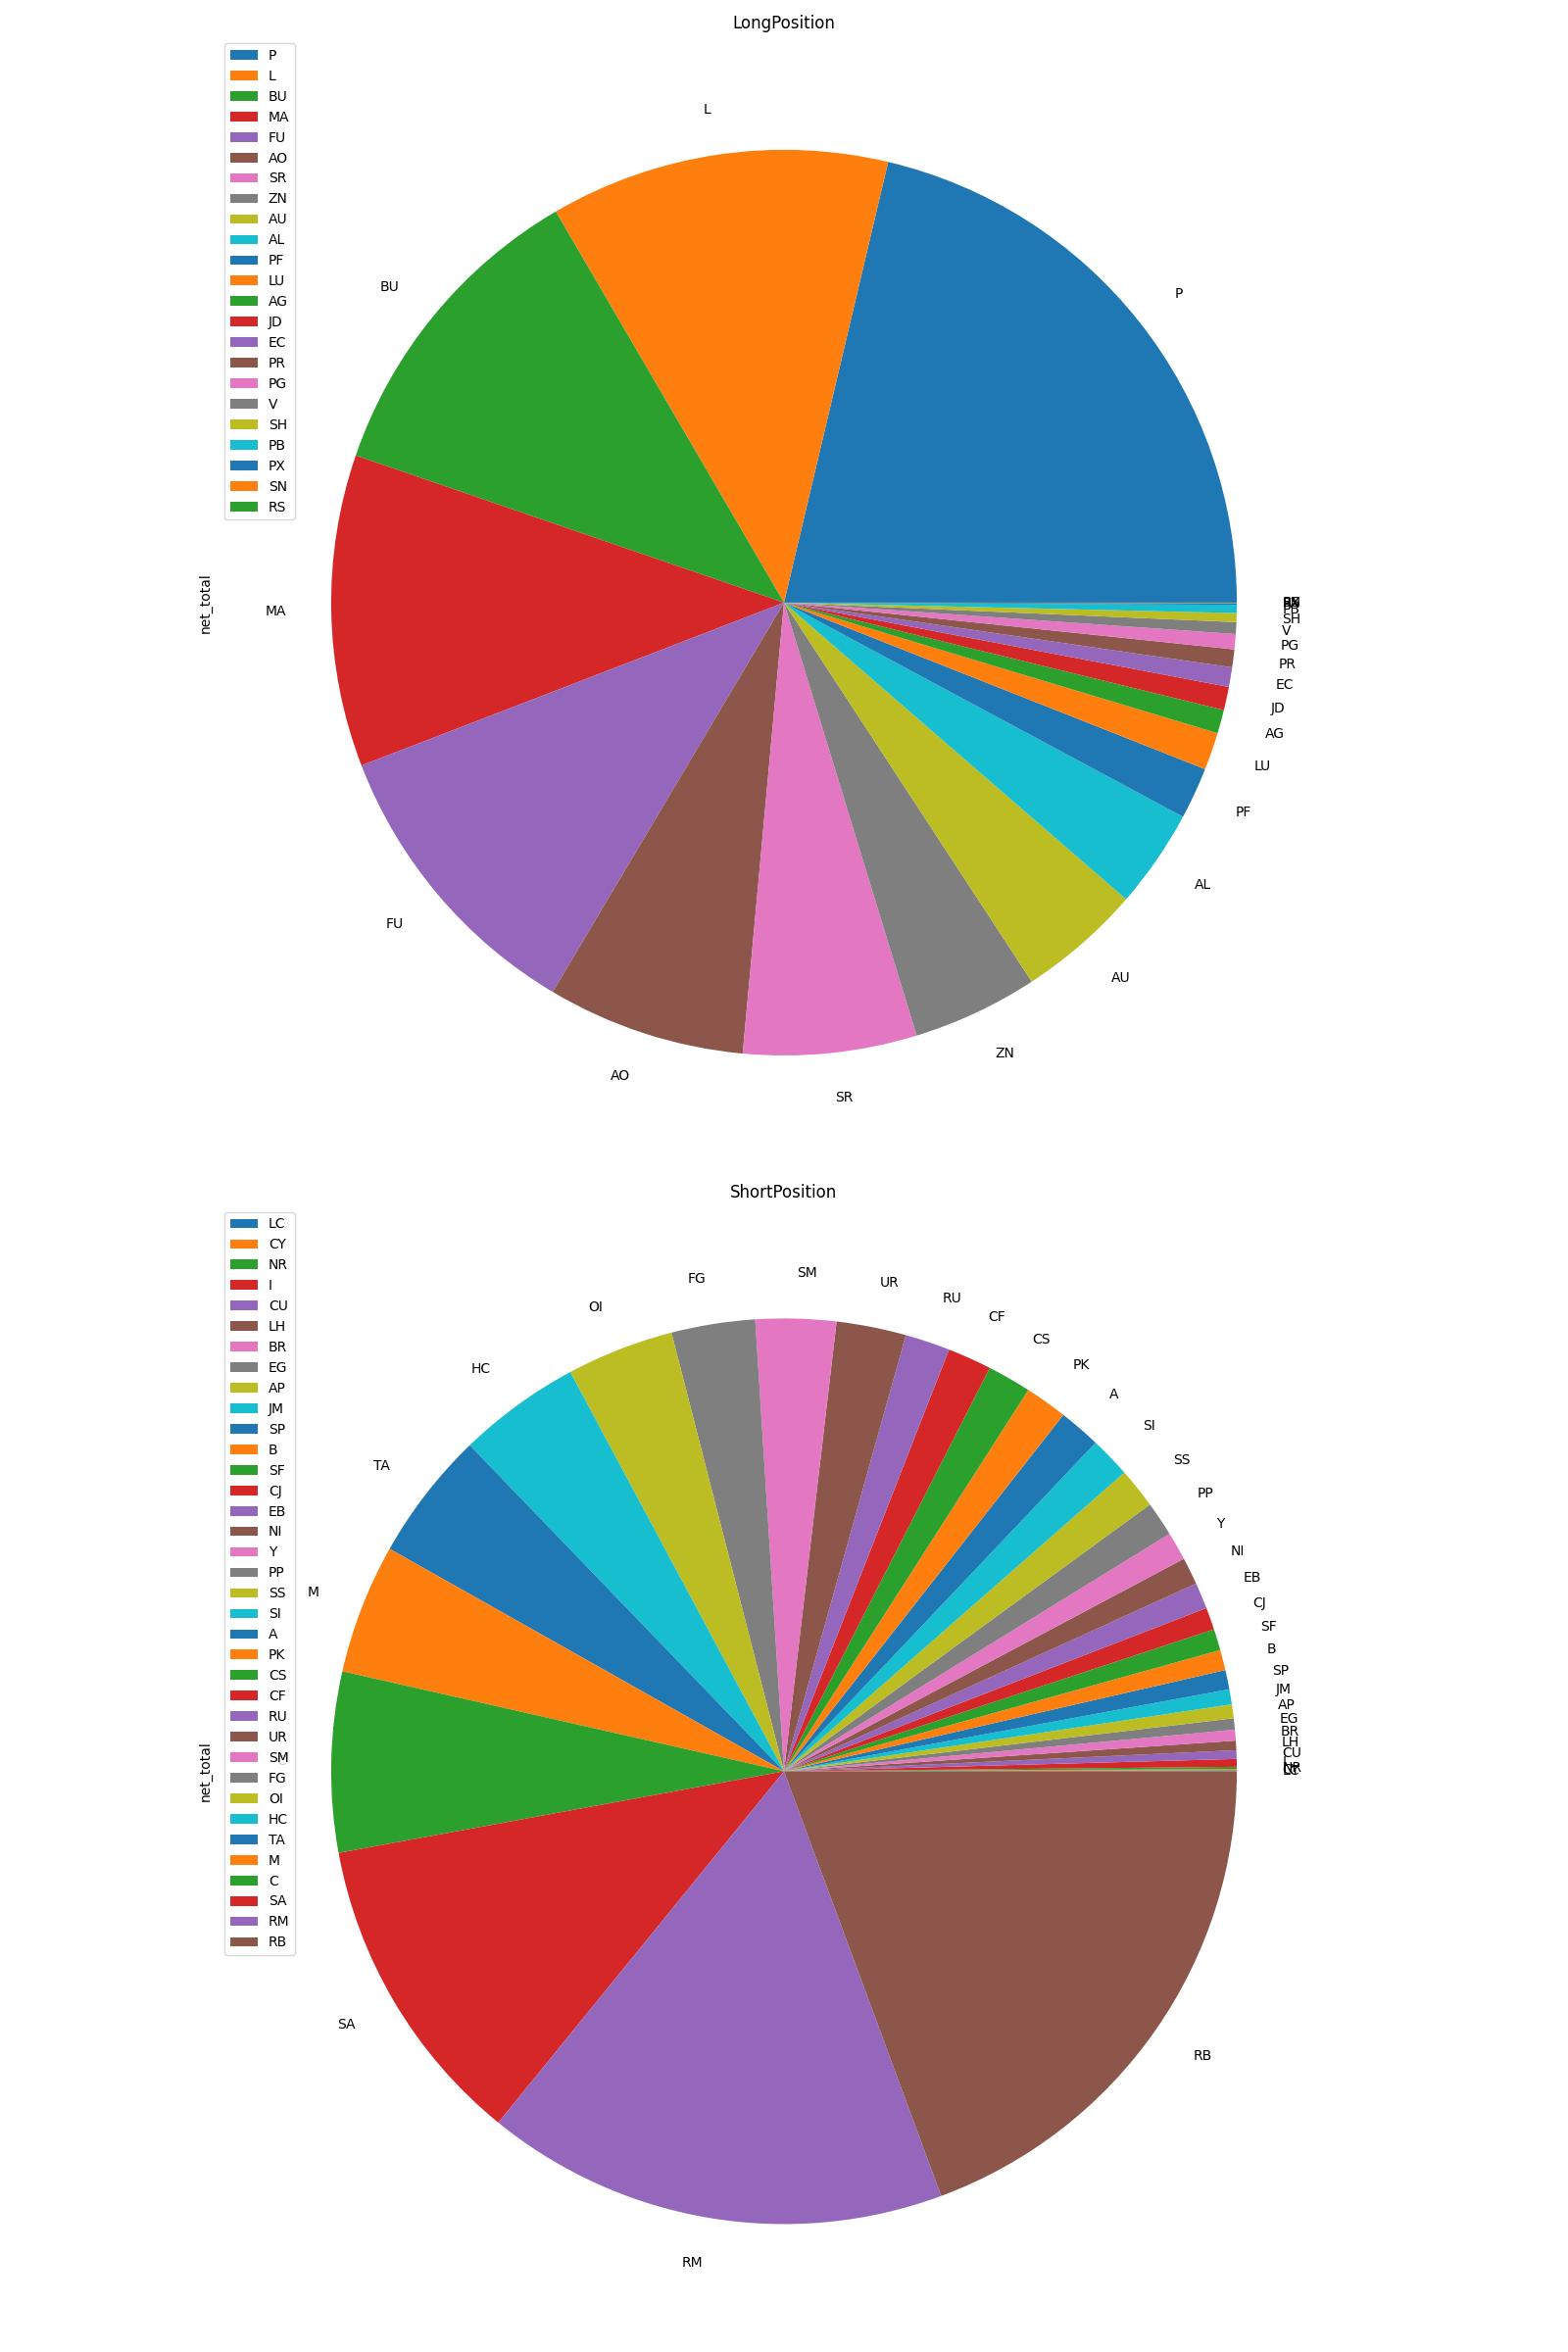 LongPosition
P
L
BU
MA
FU
AO
SR
ZN
AU
AL
PF
LU
AG
JD
EC
PR
PG
V
SH
PB
PX
SN
RS
net_total
L
P
BU
MA
FU
AO
SR
ZN
AU
AL
PF
LU
AG
JD
EC
PR
PG
V
SH
PB
ShortPosition
LC
CY
NR
I
CU
LH
BR
EG
AP
JM
SP
B
SF
CJ
EB
NI
Y
PP
SS
SI
A
PK
CS
CF
RU
UR
SM
FG
OI
HC
TA
M
C
SA
RM
RB
net_total
SM
FG
UR
RU
OI
CF
CS
HC
PK
A
SI
TA
SS
PP
Y
NI
EB
M
CJ
SF
B
SP
JM
AP
EG
BR
LH
CU
SA
RB
RM